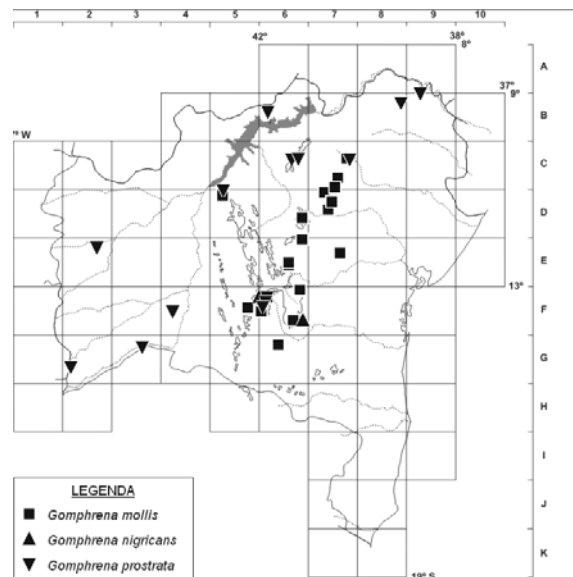 1 2 3 4 5 6 7 8 9 10
42° 38°
8°
A
37°
9°
B
° W
C
D
E
13°
F
G
H
I
LEGENDA
J
Gomphrena mollis
Gomphrena nigricans
K
Gomphrena prostrata
19° S